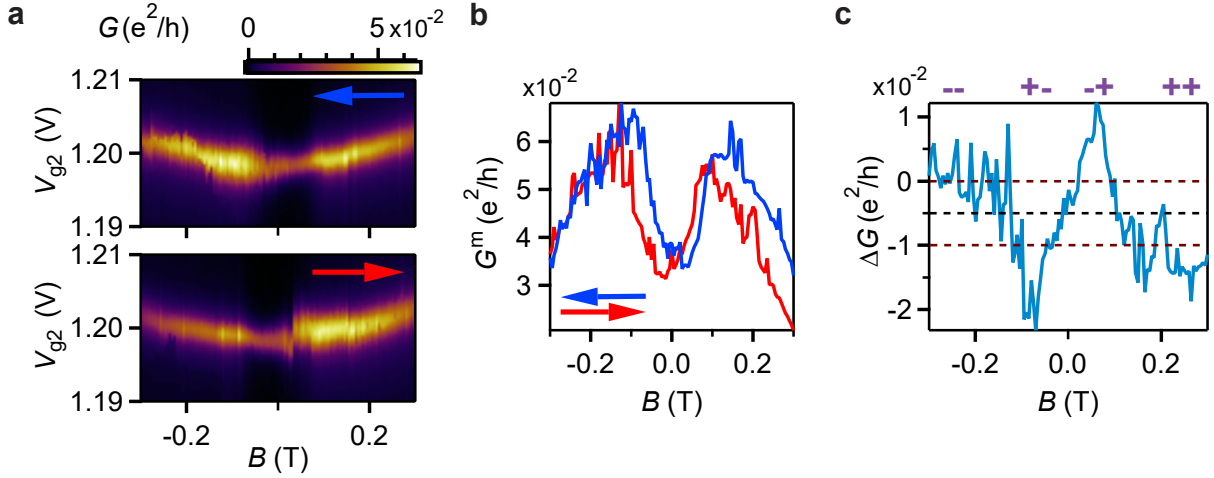 a
G (e²/h)
0
5x10⁻²
1.21
1.20
1.19
V_g2 (V)
1.21
1.20
1.19
V_g2 (V)
-0.2
0.2
B (T)
b
x10⁻²
6
5
4
3
G^m (e²/h)
-0.2
0.0
0.2
B (T)
c
x10⁻²
-- +- -+ ++
1
0
-1
-2
ΔG (e²/h)
-0.2
0.0
0.2
B (T)